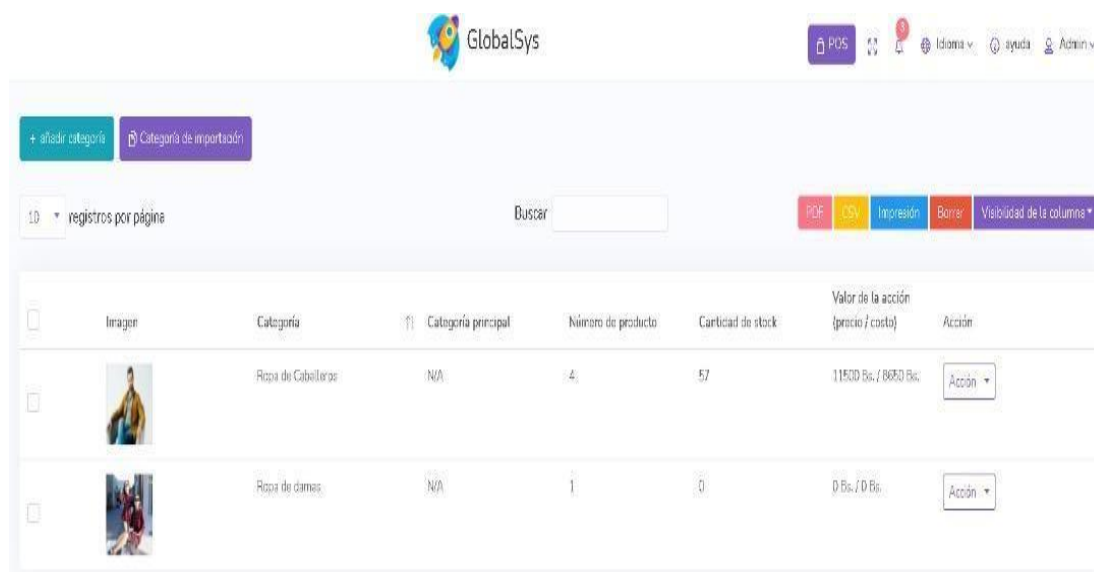 GlobalSys
POS
3
Idioma
ayuda
Admin
+ añadir categoría
Categoría de importación
10 registros por página
Buscar
PDF
CSV
Impresión
Borrar
Visibilidad de la columna
Imagen
Categoría
Categoría principal
Número de producto
Cantidad de stock
Valor de la acción
(precio / costo)
Acción
Ropa de Caballeros
N/A
4
57
11500 Bs. / 8650 Bs.
Acción
Ropa de damas
N/A
1
0
0 Bs. / 0 Bs.
Acción